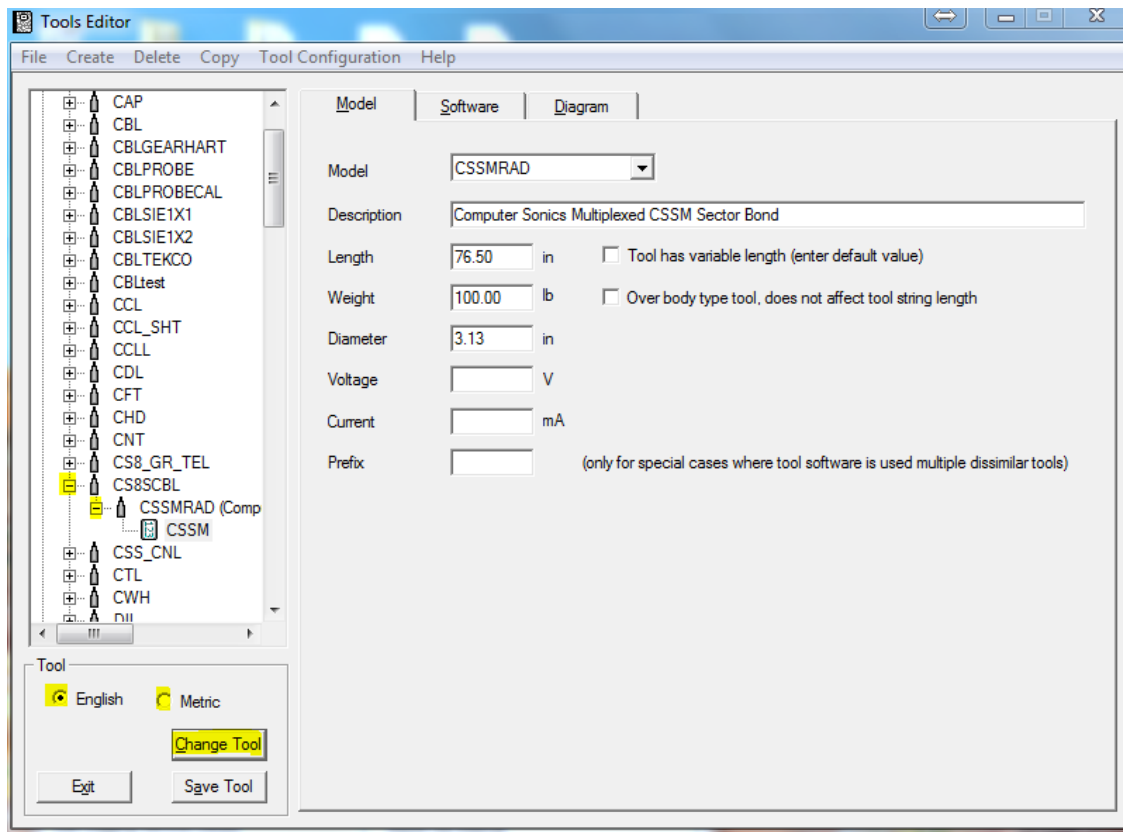 Tools Editor
File Create Delete Copy Tool Configuration Help
CAP
CBL
CBLGEARHART
CBLPROBE
CBLPROBECAL
CBLSIE1X1
CBLSIE1X2
CBLTEKCO
CBLtest
CCL
CCL_SHT
CCLL
CDL
CFT
CHD
CNT
CS8_GR_TEL
CS8SCBL
CSSMRAD (Comp
CSSM
CSS_CNL
CTL
CWH
Tool
English Metric
Change Tool
Exit Save Tool
Model Software Diagram
Model CSSMRAD
Description Computer Sonics Multiplexed CSSM Sector Bond
Length 76.50 in Tool has variable length (enter default value)
Weight 100.00 lb Over body type tool, does not affect tool string length
Diameter 3.13 in
Voltage V
Current mA
Prefix (only for special cases where tool software is used multiple dissimilar tools)